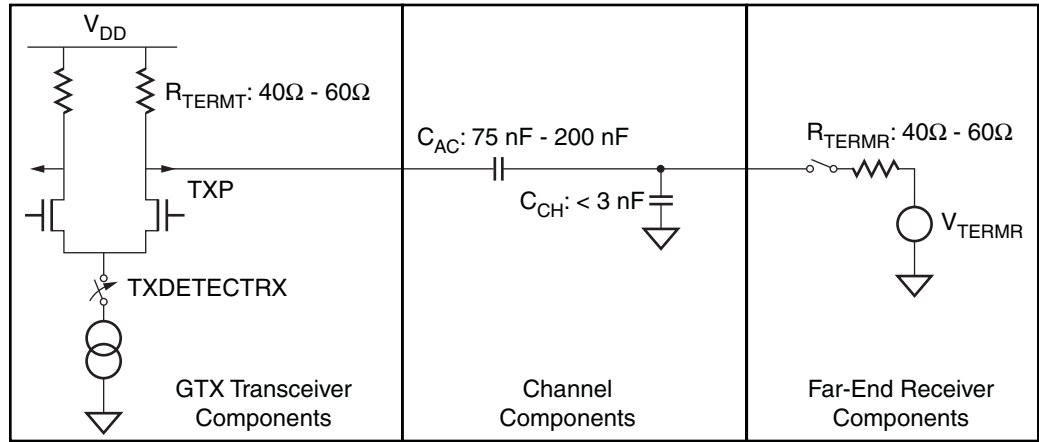 V_DD
R_TERMT: 40Ω - 60Ω
TXP
TXDETECTRX
GTX Transceiver
Components
C_AC: 75 nF - 200 nF
C_CH: < 3 nF
Channel
Components
R_TERMR: 40Ω - 60Ω
V_TERMR
Far-End Receiver
Components